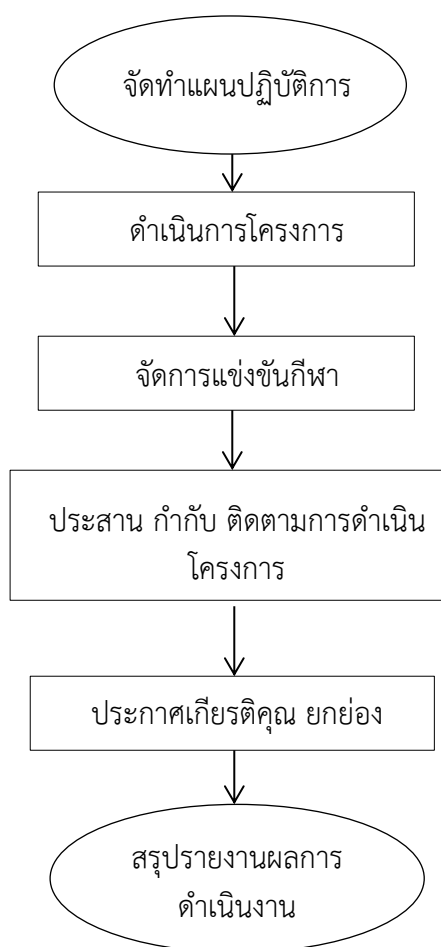 จัดทำแผนปฏิบัติการ
ดำเนินการโครงการ
จัดการแข่งขันกีฬา
ประสาน กำกับ ติดตามการดำเนิน
โครงการ
ประกาศเกียรติคุณ ยกย่อง
สรุปรายงานผลการ
ดำเนินงาน